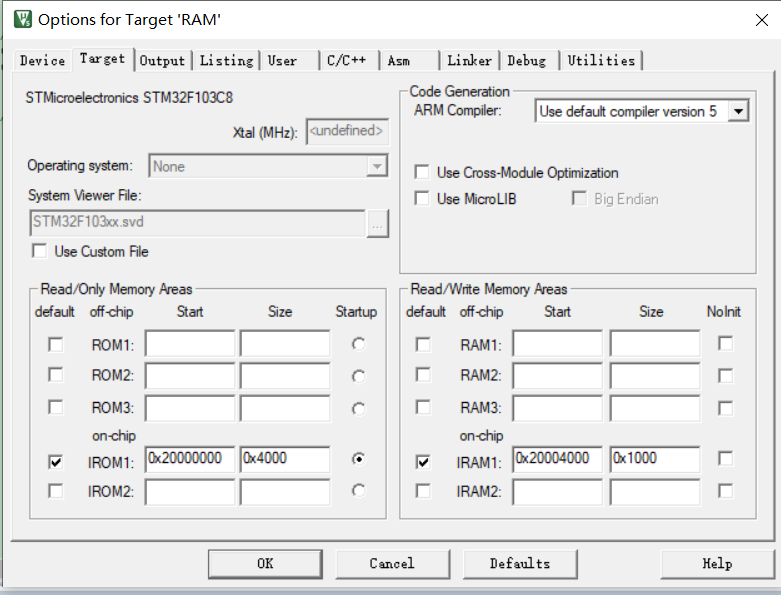 Options for Target 'RAM'
Device Target Output Listing User C/C++ Asm Linker Debug Utilities
STMicroelectronics STM32F103C8
Xtal (MHz): <undefined>
Operating system: None
System Viewer File:
STM32F103xx.svd ...
Use Custom File
Code Generation
ARM Compiler: Use default compiler version 5
Use Cross-Module Optimization
Use MicroLIB Big Endian
Read/Only Memory Areas
default off-chip Start Size Startup
ROM1:
ROM2:
ROM3:
on-chip
IROM1: 0x20000000 0x4000
IROM2:
Read/Write Memory Areas
default off-chip Start Size NoInit
RAM1:
RAM2:
RAM3:
on-chip
IRAM1: 0x20004000 0x1000
IRAM2:
OK Cancel Defaults Help